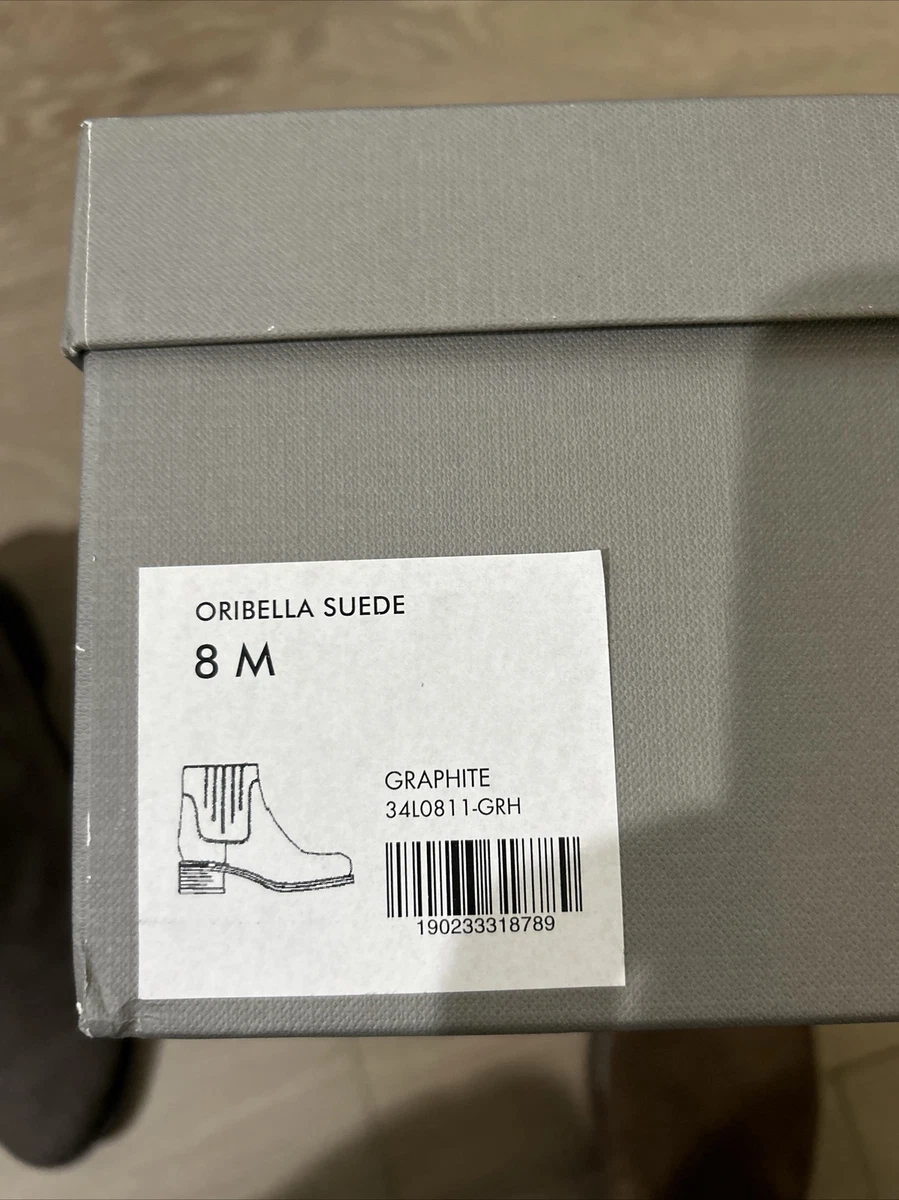 ORIBELLA SUEDE
8 M
GRAPHITE
34L0811-GRH
190233318789